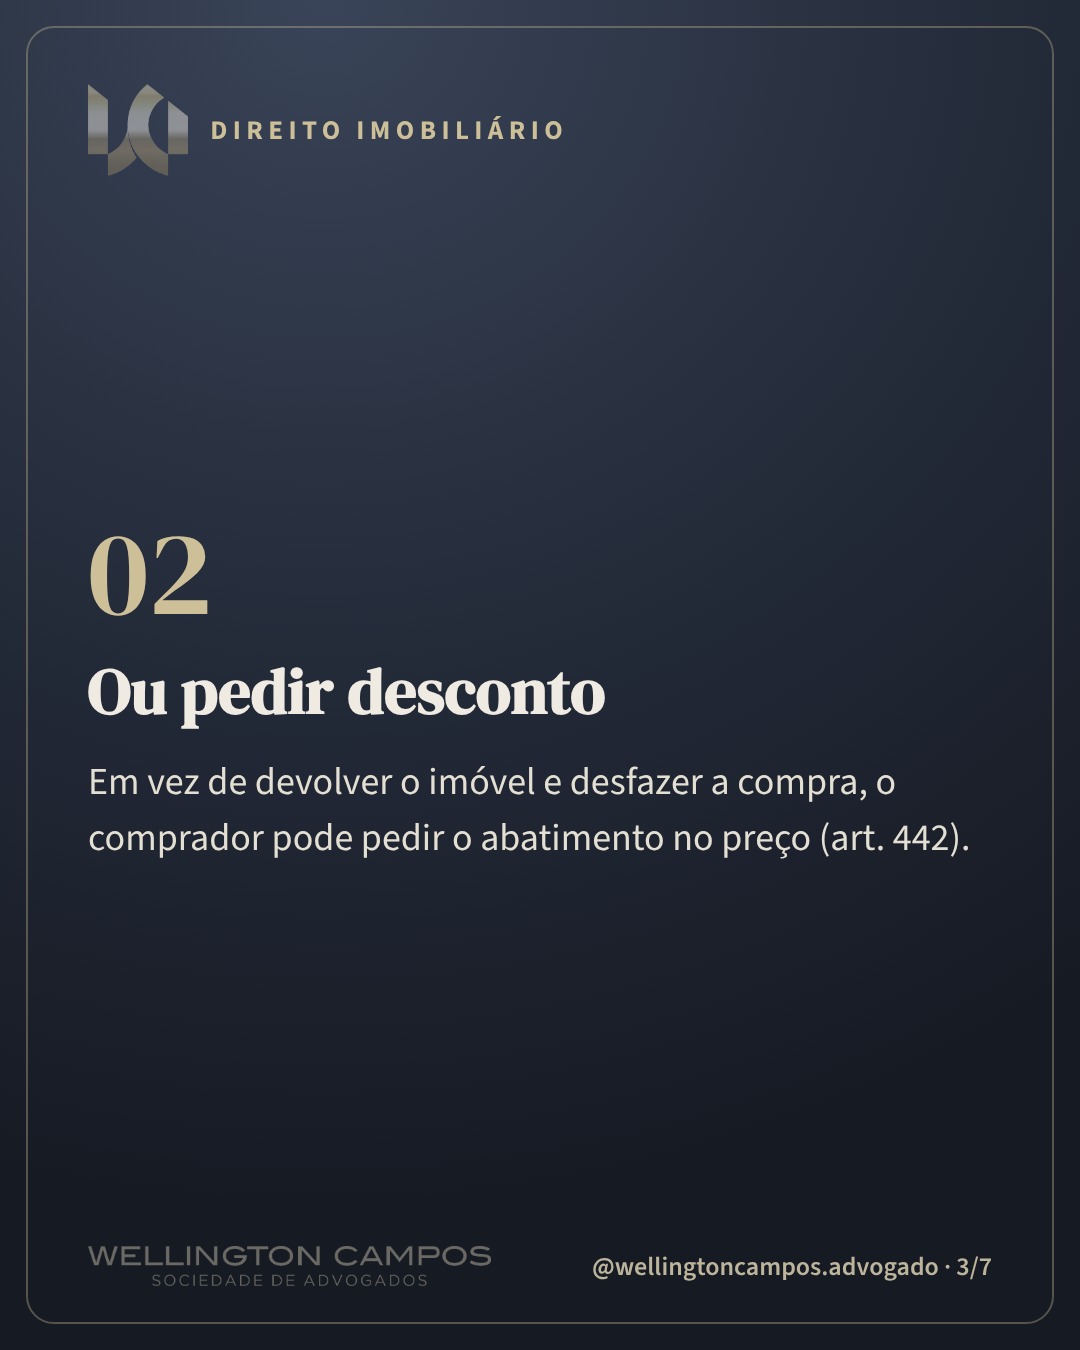 DIREITO IMOBILIÁRIO
02
Ou pedir desconto
Em vez de devolver o imóvel e desfazer a compra, o
comprador pode pedir o abatimento no preço (art. 442).
WELLINGTON CAMPOS
SOCIEDADE DE ADVOGADOS
@wellingtoncampos.advogado · 3/7